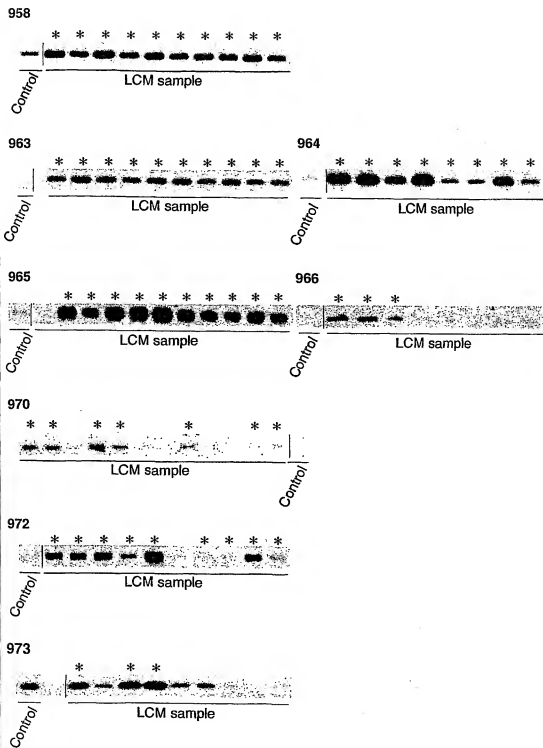 958
* * * * * * * * * *
Control
LCM sample
963
* * * * * * * * * *
Control
LCM sample
964
* * * * * * * *
Control
LCM sample
965
* * * * * * * * * *
Control
LCM sample
966
* * *
Control
LCM sample
970
* * * * * * *
LCM sample
Control
972
* * * * * * * * *
Control
LCM sample
973
* * *
Control
LCM sample